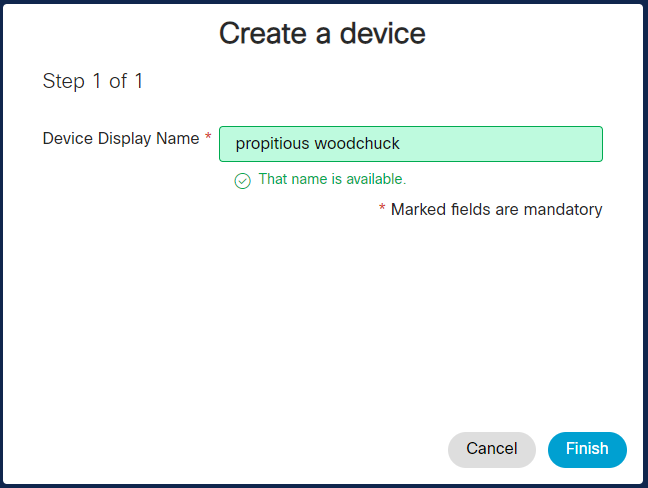 Create a device
Step 1 of 1
Device Display Name * propitious woodchuck
That name is available.
* Marked fields are mandatory
Cancel Finish